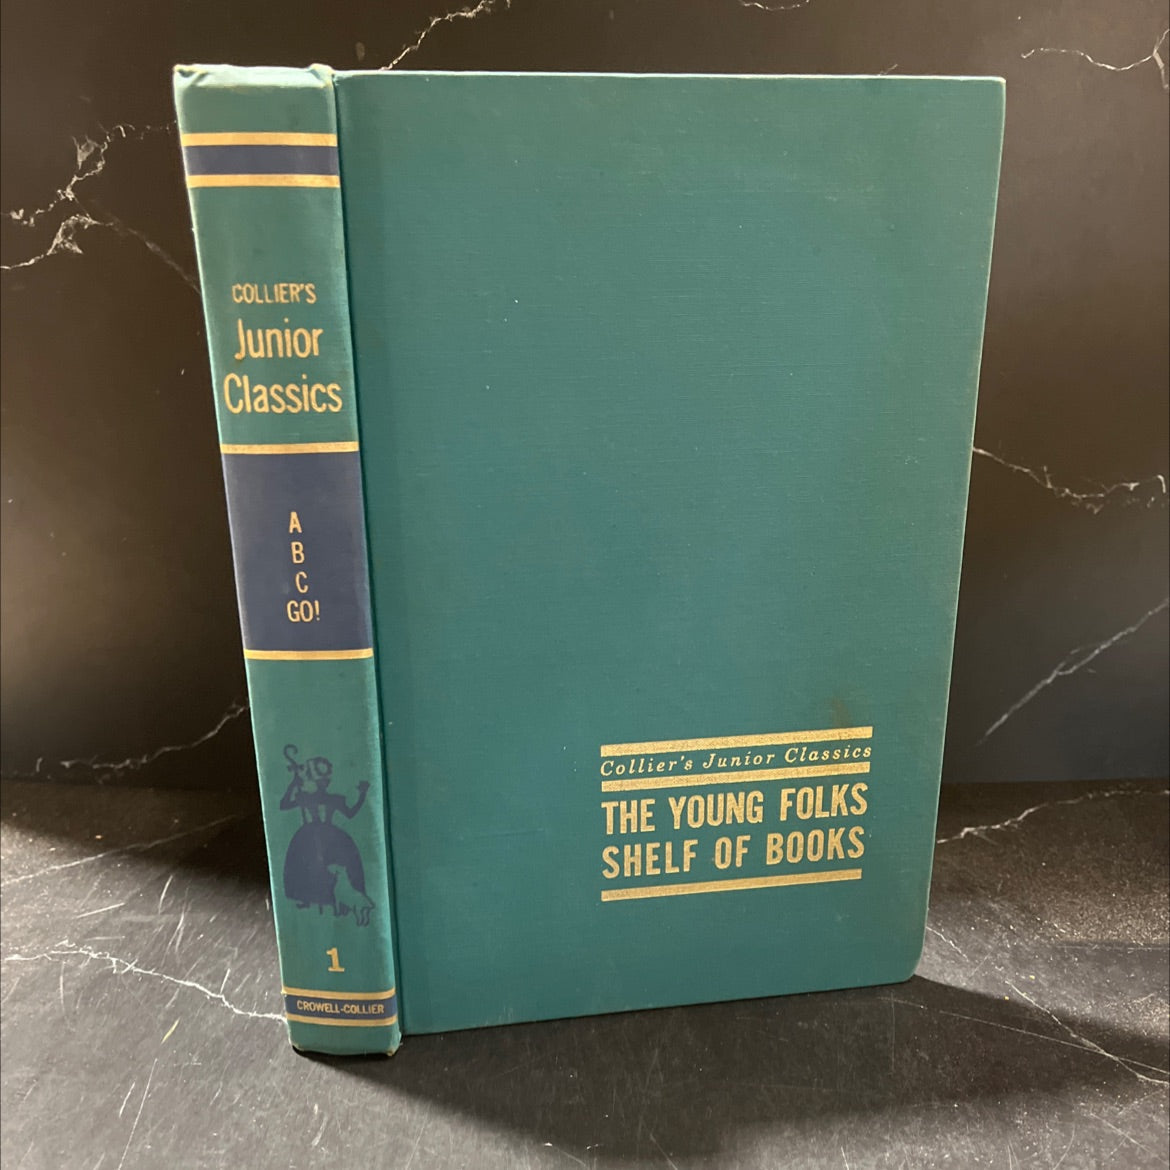 COLLIER'S
Junior
Classics
A
B
C
GO!
1
CROWELL-COLLIER
Collier's Junior Classics
THE YOUNG FOLKS
SHELF OF BOOKS